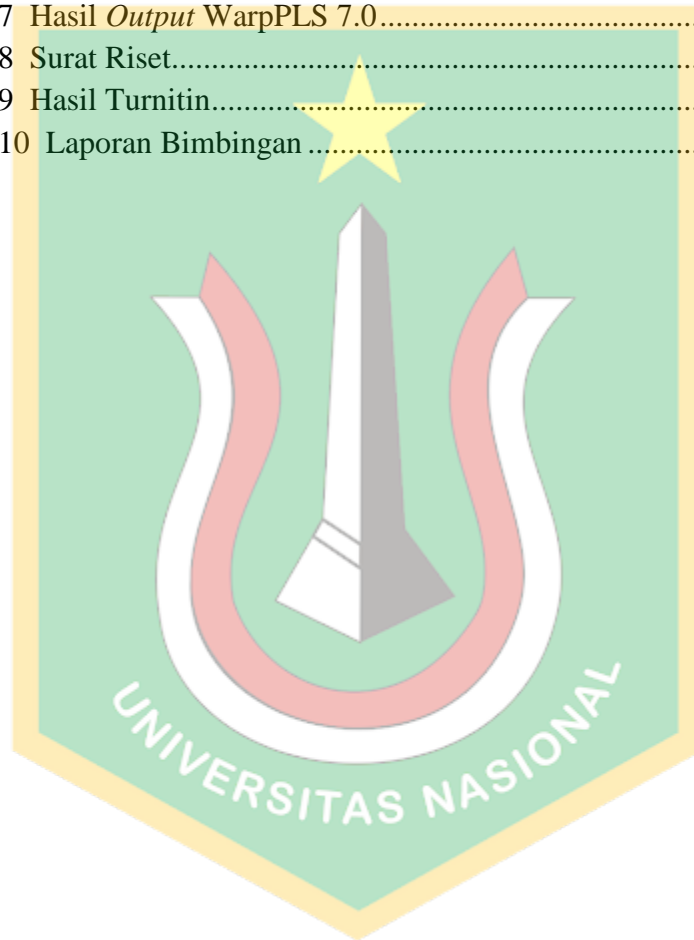 7 Hasil Output WarpPLS 7.0........................................
8 Surat Riset.................................................................
9 Hasil Turnitin............................................................
10 Laporan Bimbingan ................................................
UNIVERSITAS NASIONAL